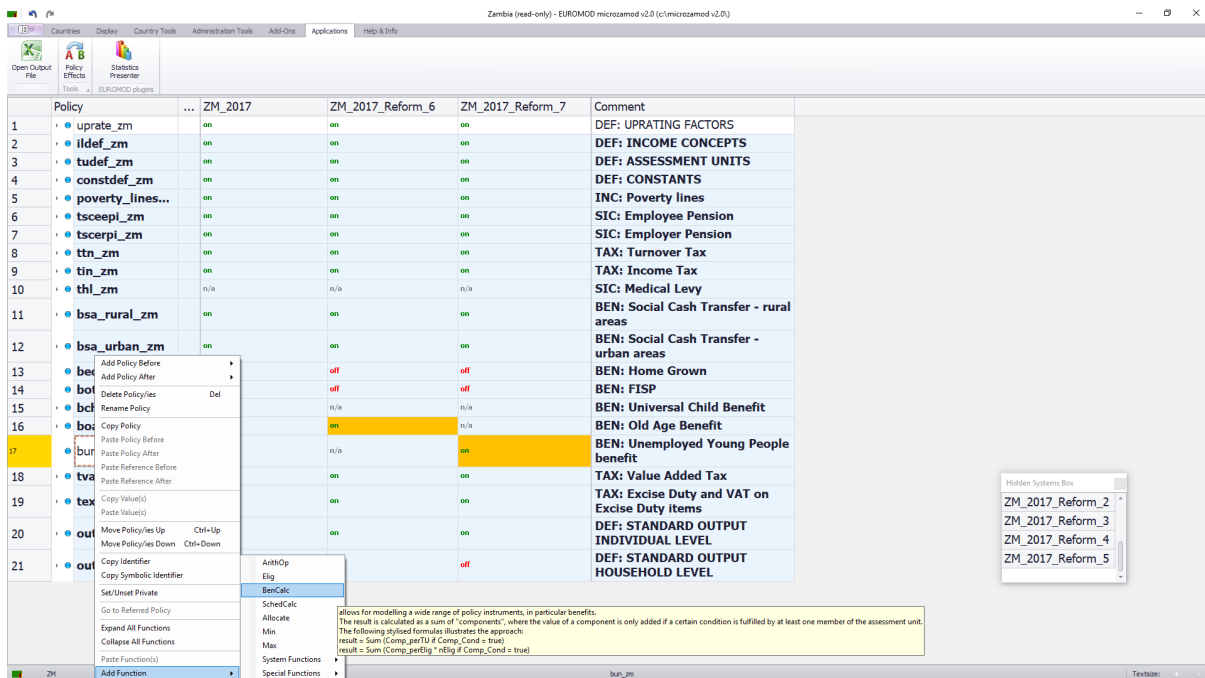 Zambia (read-only) - EUROMOD microzamod v2.0 (c:\microzamod v2.0\)
Countries Display Country Tools Administration Tools Add-Ons Applications Help & Info
Open Output File
Policy Effects
Statistics Presenter
Tools EUROMOD plugins
Policy ... ZM_2017 ZM_2017_Reform_6 ZM_2017_Reform_7 Comment
1 uprate_zm on on on DEF: UPRATING FACTORS
2 ildef_zm on on on DEF: INCOME CONCEPTS
3 tudef_zm on on on DEF: ASSESSMENT UNITS
4 constdef_zm on on on DEF: CONSTANTS
5 poverty_lines... on on on INC: Poverty lines
6 tsceepi_zm on on on SIC: Employee Pension
7 tscerpi_zm on on on SIC: Employer Pension
8 ttn_zm on on on TAX: Turnover Tax
9 tin_zm on on on TAX: Income Tax
10 thl_zm n/a n/a n/a SIC: Medical Levy
11 bsa_rural_zm on on on BEN: Social Cash Transfer - rural
areas
12 bsa_urban_zm on on on BEN: Social Cash Transfer -
urban areas
13 off off BEN: Home Grown
14 off off BEN: FISP
15 n/a n/a BEN: Universal Child Benefit
16 on n/a BEN: Old Age Benefit
17 n/a on BEN: Unemployed Young People
benefit
18 on on TAX: Value Added Tax
19 on on TAX: Excise Duty and VAT on
Excise Duty items
20 on on DEF: STANDARD OUTPUT
INDIVIDUAL LEVEL
21 off DEF: STANDARD OUTPUT
HOUSEHOLD LEVEL
Add Policy Before
Add Policy After
Delete Policy/ies Del
Rename Policy
Copy Policy
Paste Policy Before
Paste Policy After
Paste Reference Before
Paste Reference After
Copy Value(s)
Paste Value(s)
Move Policy/ies Up Ctrl+Up
Move Policy/ies Down Ctrl+Down
Copy Identifier
Copy Symbolic Identifier
Set/Unset Private
Go to Referred Policy
Expand All Functions
Collapse All Functions
Paste Function(s)
Add Function
ArithOp
Elig
BenCalc
SchedCalc
Allocate
Min
Max
System Functions
Special Functions
allows for modelling a wide range of policy instruments, in particular benefits.
The result is calculated as a sum of "components", where the value of a component is only added if a certain condition is fulfilled by at least one member of the assessment unit.
The following stylised formulas illustrates the approach:
result = Sum (Comp_perTU if Comp_Cond = true)
result = Sum (Comp_perElig * nElig if Comp_Cond = true)
Hidden Systems Box
ZM_2017_Reform_2
ZM_2017_Reform_3
ZM_2017_Reform_4
ZM_2017_Reform_5
ZM bun_zm Textsize: + -